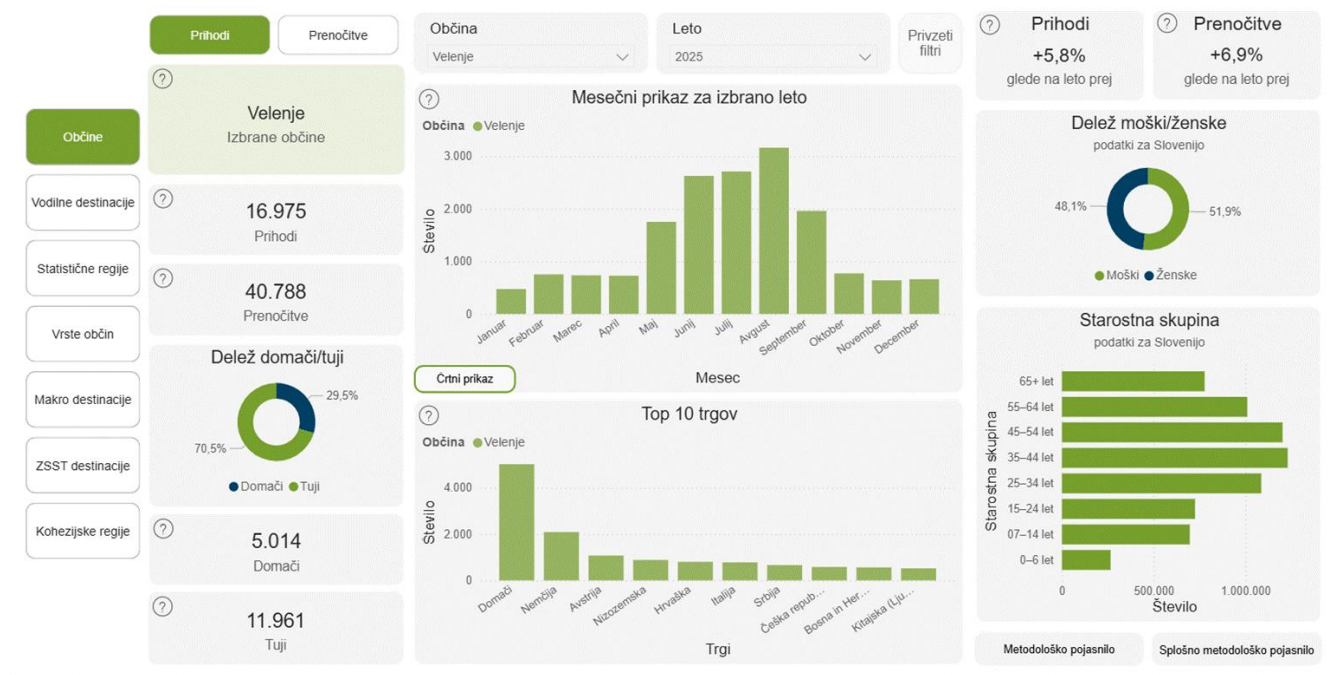 Občine
Vodilne destinacije
Statistične regije
Vrste občin
Makro destinacije
ZSST destinacije
Kohezijske regije
Prihodi
Prenočitve
?
Velenje
Izbrane občine
?
16.975
Prihodi
?
40.788
Prenočitve
Delež domači/tuji
29,5%
70,5%
Domači Tuji
?
5.014
Domači
?
11.961
Tuji
Občina
Velenje
Leto
2025
Privzeti
filtri
?
Mesečni prikaz za izbrano leto
Občina Velenje
Število
3.000
2.000
1.000
0
Januar
Februar
Marec
April
Maj
Junij
Julij
Avgust
September
Oktober
November
December
Črtni prikaz
Mesec
?
Top 10 trgov
Občina Velenje
Število
4.000
2.000
0
Domači
Nemčija
Avstrija
Nizozemska
Hrvaška
Italija
Srbija
Češka repub...
Bosna in Her...
Kitajska (Lju...
Trgi
?
Prihodi
+5,8%
glede na leto prej
?
Prenočitve
+6,9%
glede na leto prej
Delež moški/ženske
podatki za Slovenijo
48,1%
51,9%
Moški Ženske
Starostna skupina
podatki za Slovenijo
Starostna skupina
65+ let
55–64 let
45–54 let
35–44 let
25–34 let
15–24 let
07–14 let
0–6 let
0
500.000
1.000.000
Število
Metodološko pojasnilo
Splošno metodološko pojasnilo